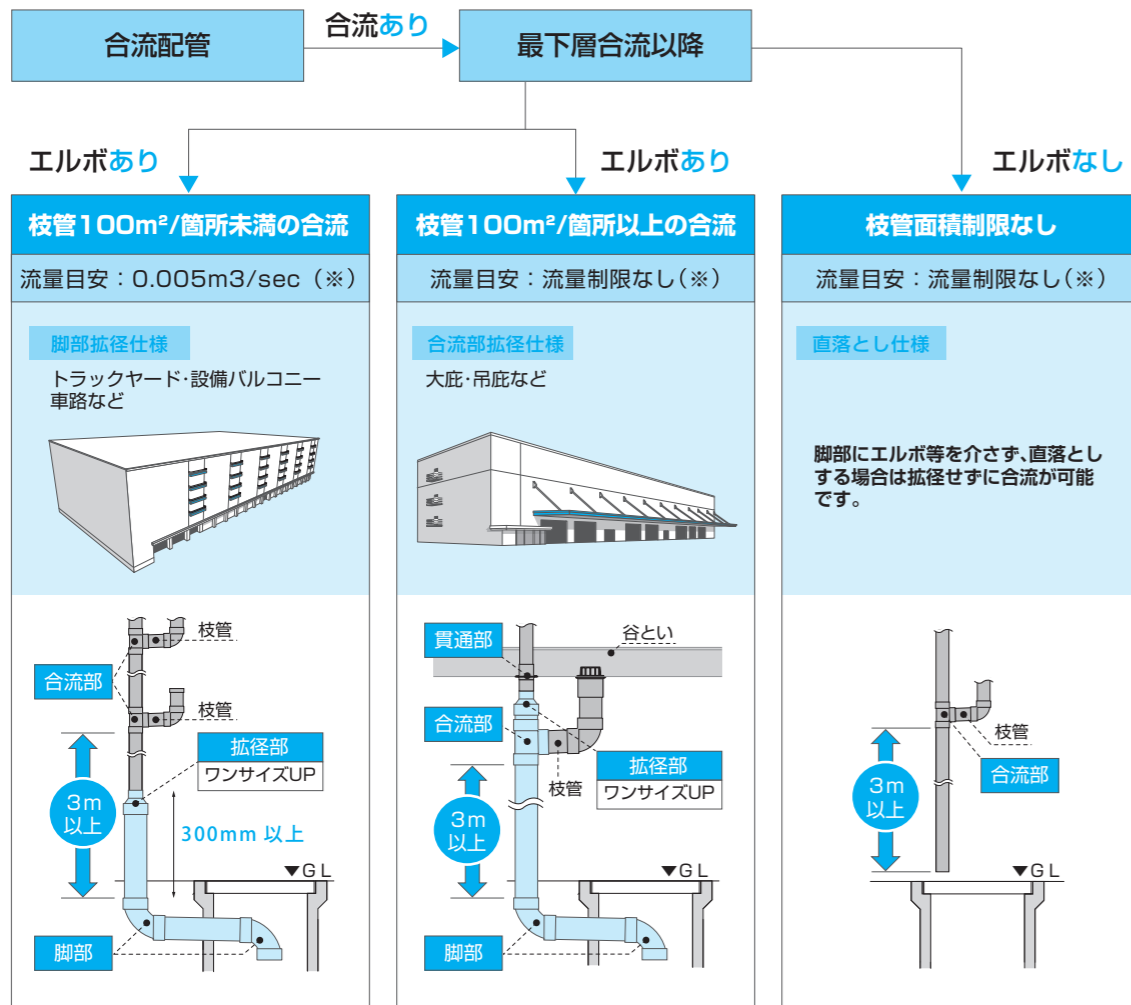 合流配管
合流あり
最下層合流以降
エルボあり
エルボあり
エルボなし
枝管100m²/箇所未満の合流
流量目安：0.005m3/sec（※）
脚部拡径仕様
トラックヤード・設備バルコニー
車路など
枝管
合流部
枝管
拡径部
ワンサイズUP
3m
以上
300mm 以上
▼GL
脚部
枝管100m²/箇所以上の合流
流量目安：流量制限なし（※）
合流部拡径仕様
大庇・吊庇など
貫通部
谷とい
合流部
枝管
拡径部
ワンサイズUP
3m
以上
▼GL
脚部
枝管面積制限なし
流量目安：流量制限なし（※）
直落とし仕様
脚部にエルボ等を介さず、直落とし
する場合は拡径せずに合流が可能
です。
枝管
合流部
3m
以上
▼GL